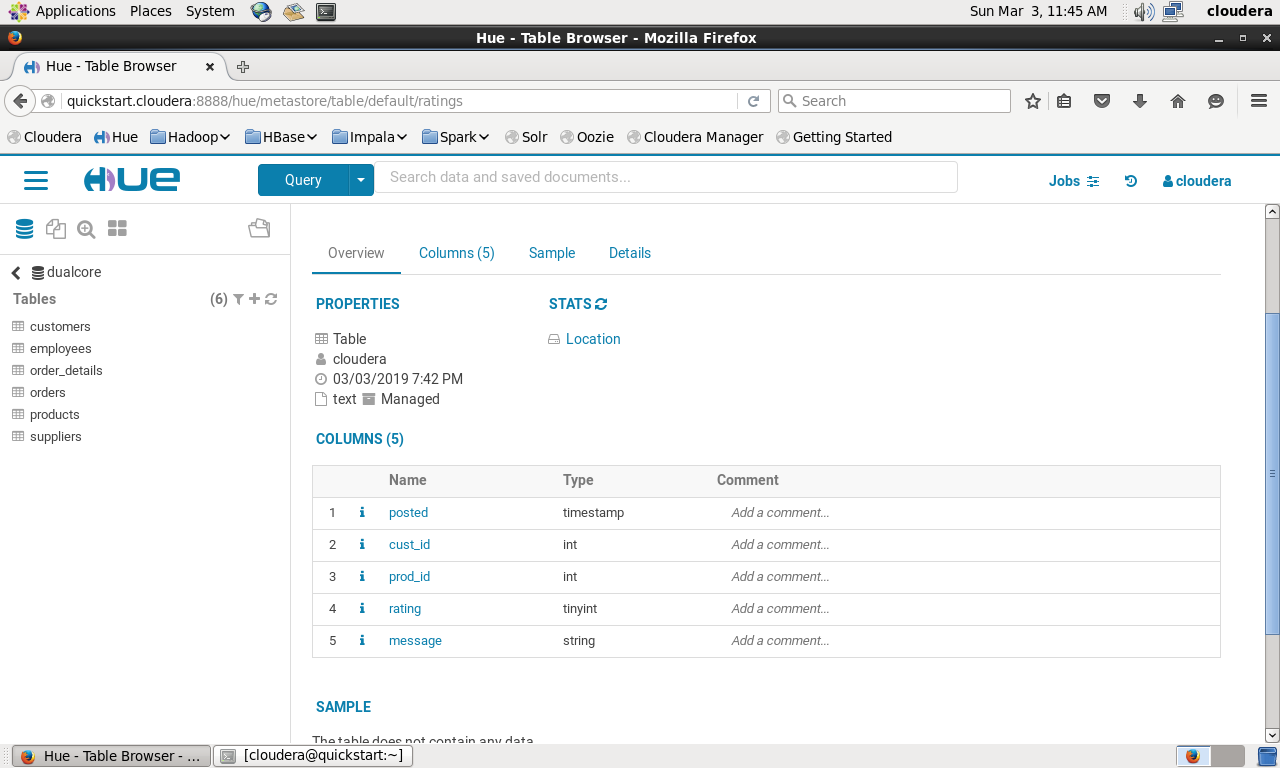 Applications Places System Sun Mar 3, 11:45 AM cloudera
Hue - Table Browser - Mozilla Firefox
Hue - Table Browser
quickstart.cloudera:8888/hue/metastore/table/default/ratings Search
Cloudera Hue Hadoop HBase Impala Spark Solr Oozie Cloudera Manager Getting Started
HUE Query Search data and saved documents... Jobs cloudera
Overview Columns (5) Sample Details
dualcore
Tables (6)
customers
employees
order_details
orders
products
suppliers
PROPERTIES STATS
Table Location
cloudera
03/03/2019 7:42 PM
text Managed
COLUMNS (5)
Name Type Comment
1 i posted timestamp Add a comment...
2 i cust_id int Add a comment...
3 i prod_id int Add a comment...
4 i rating tinyint Add a comment...
5 i message string Add a comment...
SAMPLE
The table does not contain any data.
Hue - Table Browser - ... [cloudera@quickstart:~]